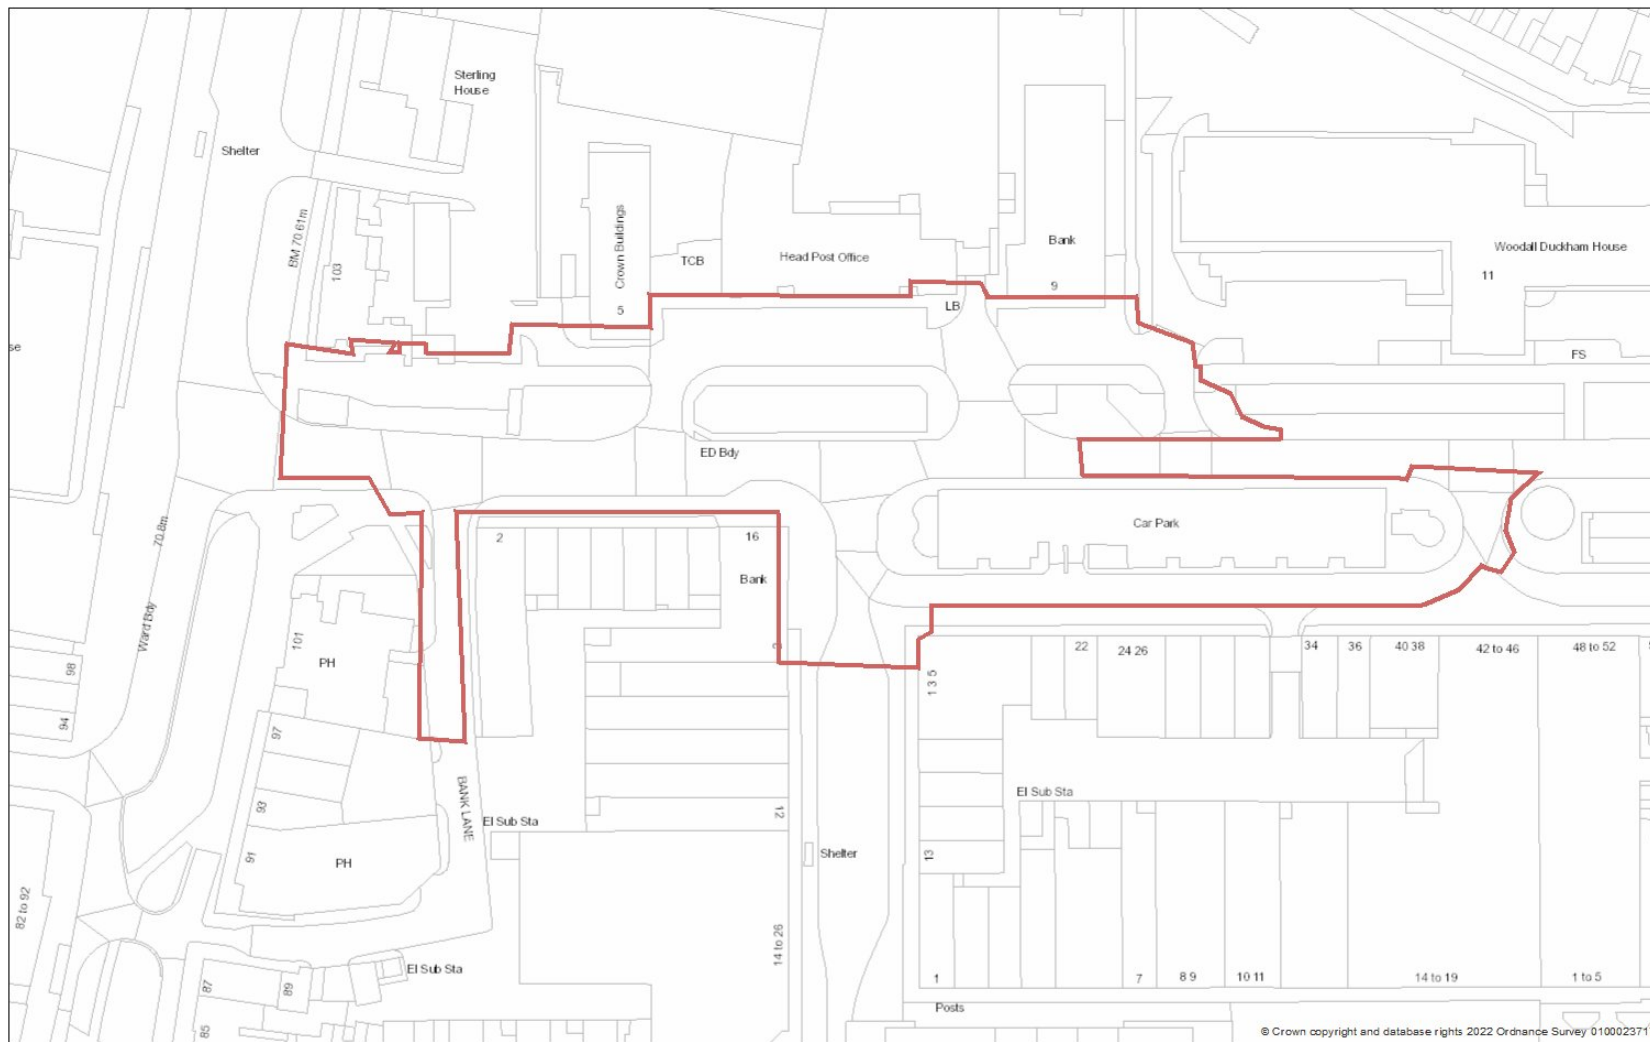 Sterling
House
Shelter
BM 70.61m
103
Crown Buildings
5
TCB
Head Post Office
LB
Bank
9
Woodall Duckham House
11
FS
se
ED Bdy
70.8m
Ward Bdy
2
16
Bank
Car Park
101
PH
98
94
97
93
91
PH
BANK LANE
El Sub Sta
12
Shelter
14 to 26
1 3 5
13
22
24 26
34
36
40 38
42 to 46
48 to 52
El Sub Sta
82 to 92
87
89
85
El Sub Sta
1
7
8 9
10 11
14 to 19
1 to 5
Posts
© Crown copyright and database rights 2022 Ordnance Survey 010002371